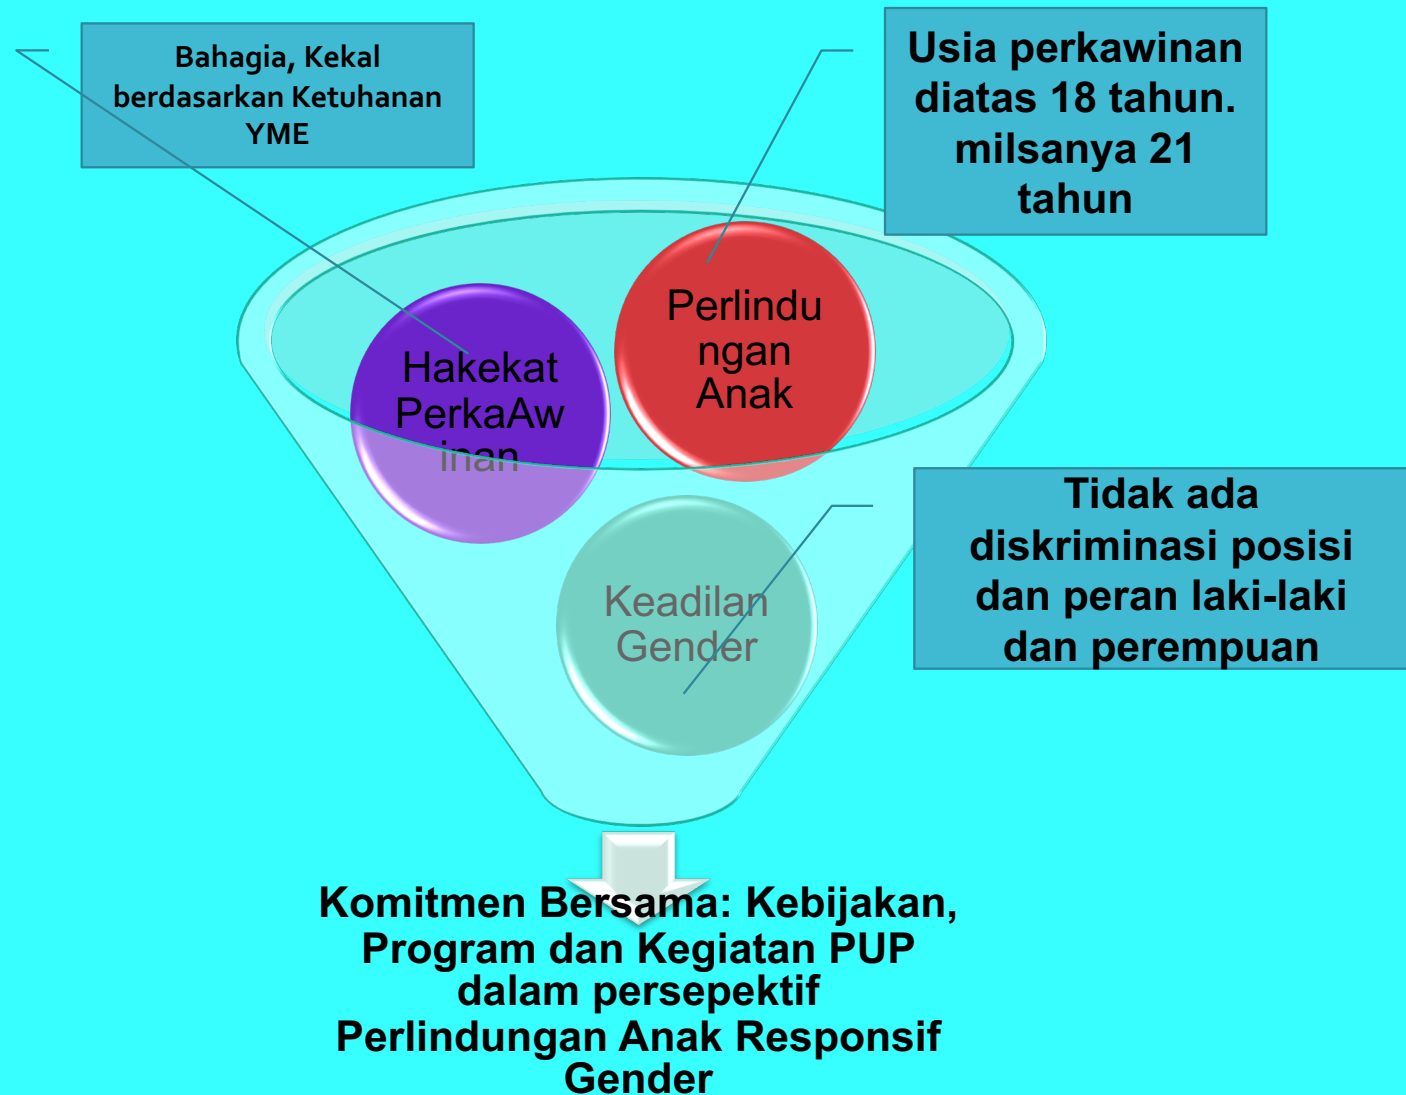 Bahagia, Kekal
berdasarkan Ketuhanan
YME
Usia perkawinan
diatas 18 tahun.
milsanya 21
tahun
Perlindu
ngan
Anak
Hakekat
PerkaAw
inan
Tidak ada
diskriminasi posisi
dan peran laki-laki
dan perempuan
Keadilan
Gender
Komitmen Bersama: Kebijakan,
Program dan Kegiatan PUP
dalam persepektif
Perlindungan Anak Responsif
Gender